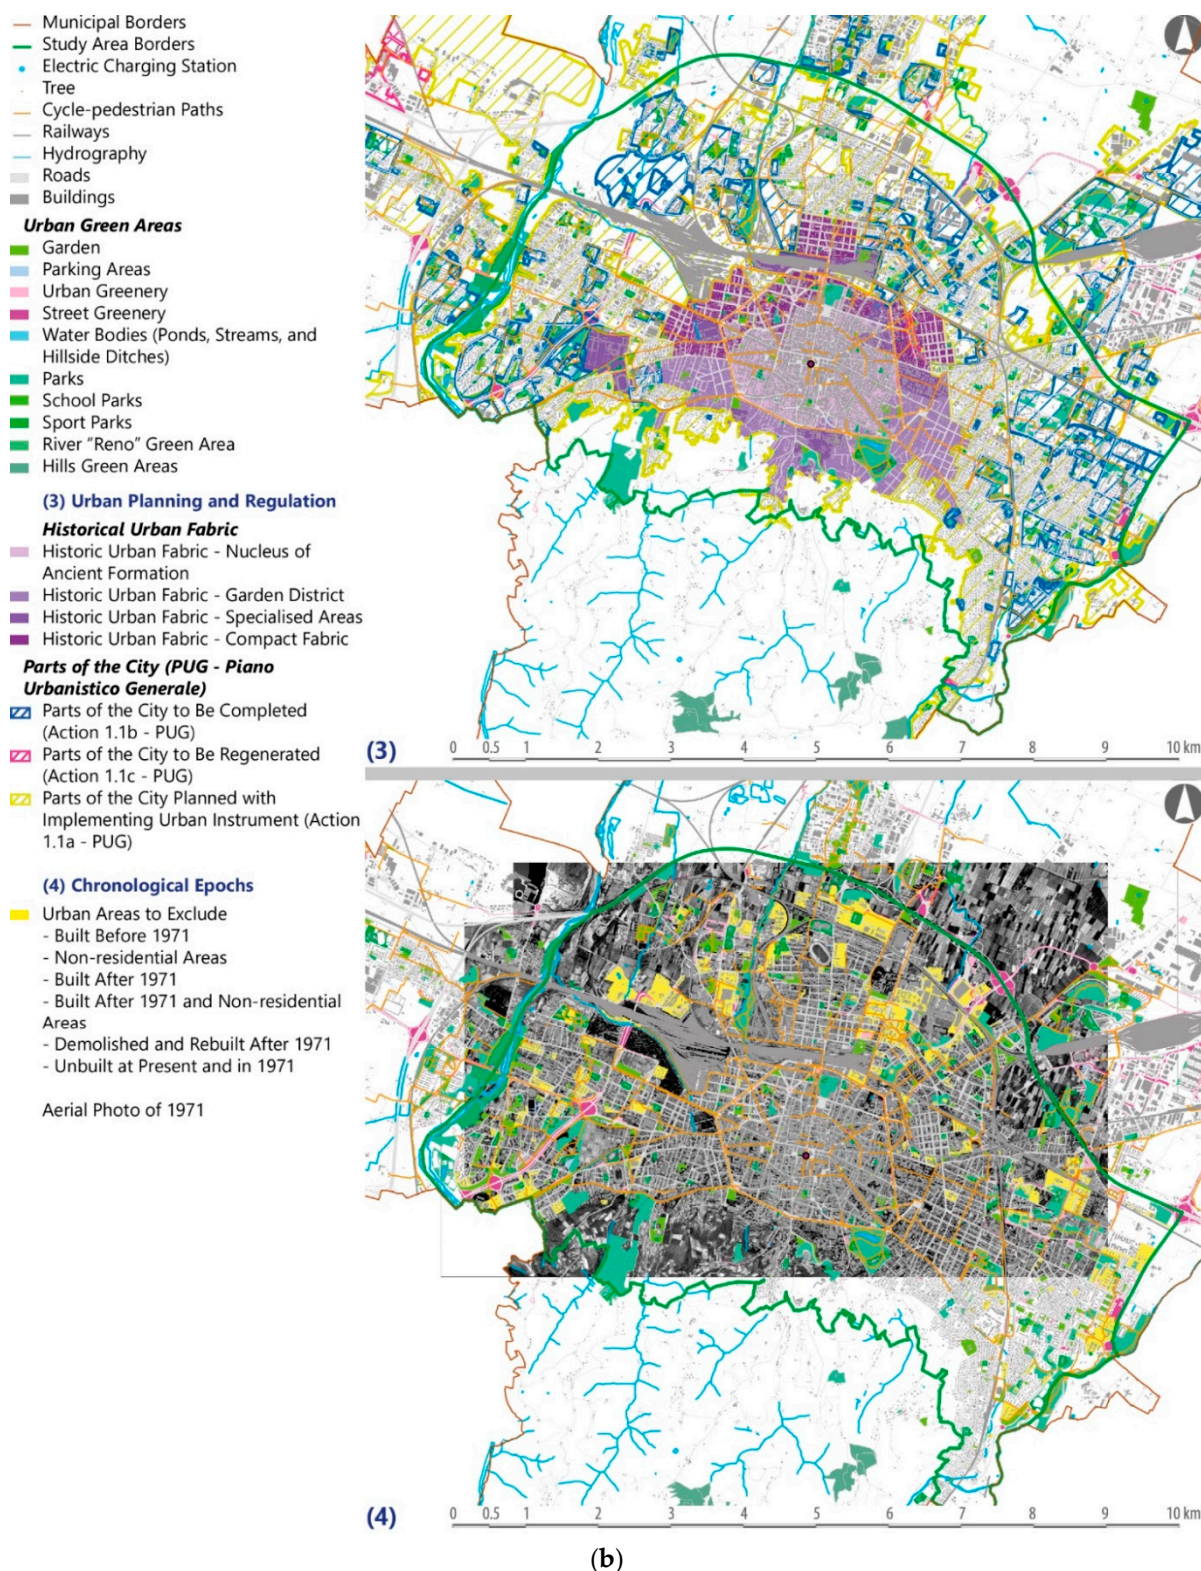 Municipal Borders
Study Area Borders
Electric Charging Station
Tree
Cycle-pedestrian Paths
Railways
Hydrography
Roads
Buildings
Urban Green Areas
Garden
Parking Areas
Urban Greenery
Street Greenery
Water Bodies (Ponds, Streams, and
Hillside Ditches)
Parks
School Parks
Sport Parks
River "Reno" Green Area
Hills Green Areas
(3) Urban Planning and Regulation
Historical Urban Fabric
Historic Urban Fabric - Nucleus of
Ancient Formation
Historic Urban Fabric - Garden District
Historic Urban Fabric - Specialised Areas
Historic Urban Fabric - Compact Fabric
Parts of the City (PUG - Piano
Urbanistico Generale)
Parts of the City to Be Completed
(Action 1.1b - PUG)
Parts of the City to Be Regenerated
(Action 1.1c - PUG)
Parts of the City Planned with
Implementing Urban Instrument (Action
1.1a - PUG)
(4) Chronological Epochs
Urban Areas to Exclude
- Built Before 1971
- Non-residential Areas
- Built After 1971
- Built After 1971 and Non-residential
Areas
- Demolished and Rebuilt After 1971
- Unbuilt at Present and in 1971
Aerial Photo of 1971
(3)
0 0.5 1 2 3 4 5 6 7 8 9 10 km
(4)
0 0.5 1 2 3 4 5 6 7 8 9 10 km
(b)